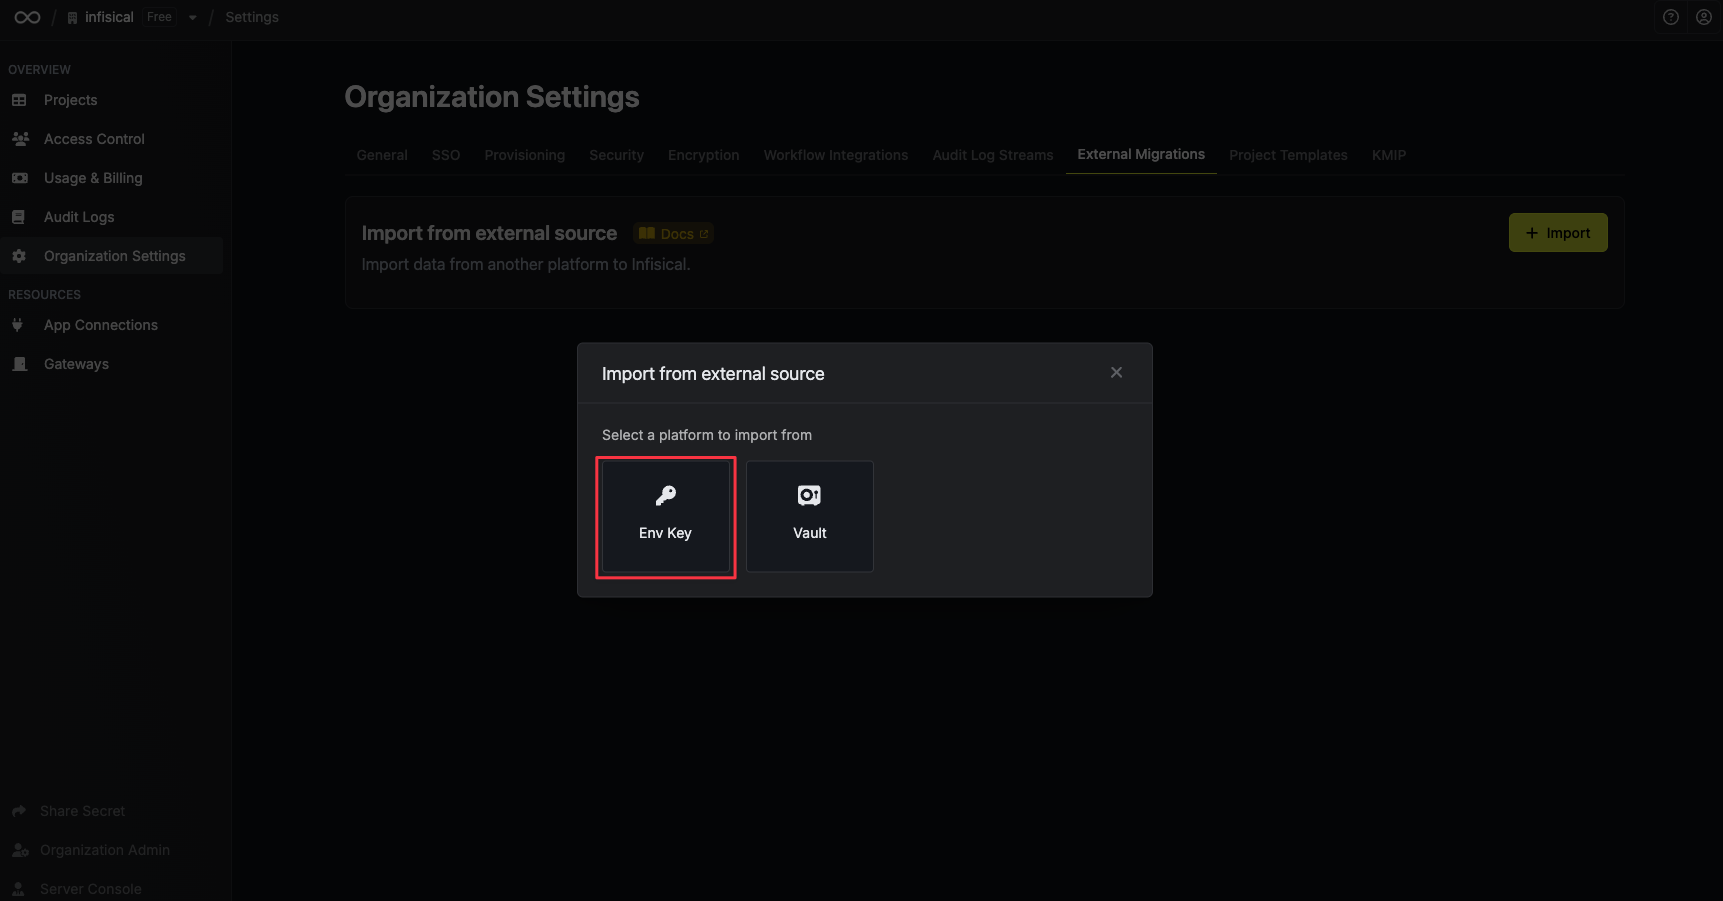 infisical Free Settings
OVERVIEW
Projects
Access Control
Usage & Billing
Audit Logs
Organization Settings
RESOURCES
App Connections
Gateways
Share Secret
Organization Admin
Server Console
Organization Settings
General SSO Provisioning Security Encryption Workflow Integrations Audit Log Streams External Migrations Project Templates KMIP
Import from external source Docs
Import data from another platform to Infisical.
+ Import
Import from external source
Select a platform to import from
Env Key
Vault